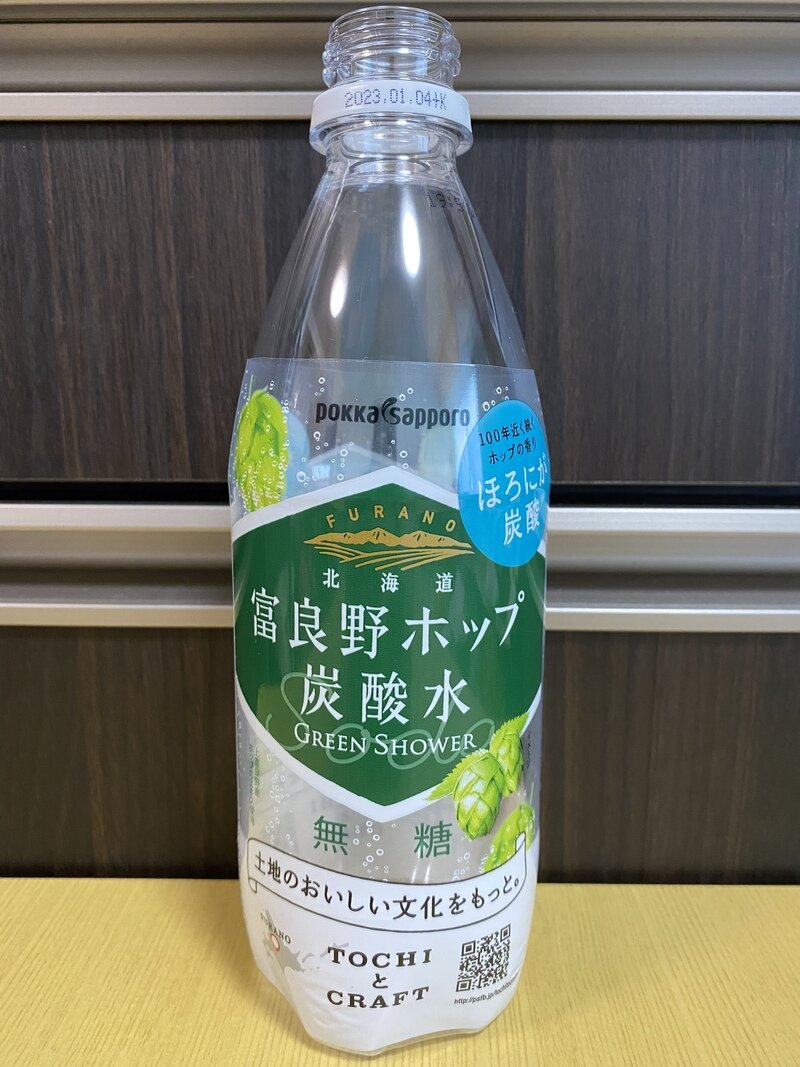 2023.01.04+K
pokka sapporo
100年近く続く
ホップの香り
ほろにが
炭酸
FURANO
北海道
富良野ホップ
炭酸水
Soda
GREEN SHOWER
無糖
土地のおいしい文化をもっと。
FURANO
TOCHI
と
CRAFT